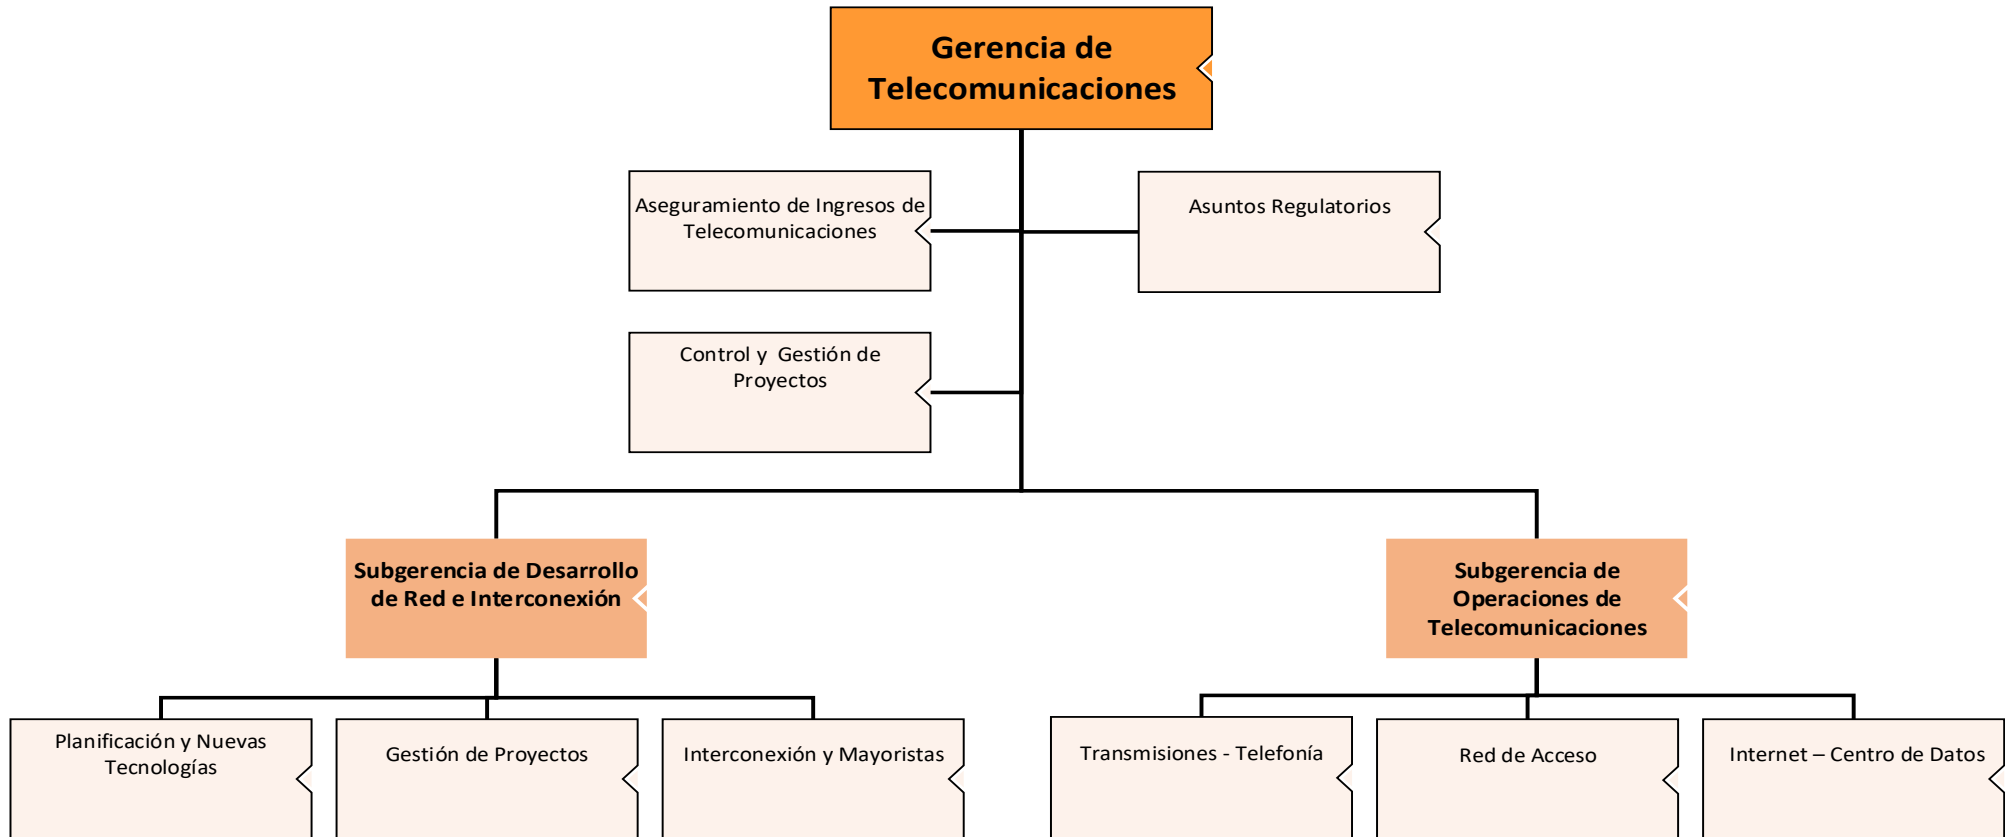 Gerencia de
Telecomunicaciones
Aseguramiento de Ingresos de
Telecomunicaciones
Asuntos Regulatorios
Control y  Gestión de
Proyectos
Subgerencia de Desarrollo
de Red e Interconexión
Subgerencia de
Operaciones de
Telecomunicaciones
Planificación y Nuevas
Tecnologías
Gestión de Proyectos
Interconexión y Mayoristas
Transmisiones - Telefonía
Red de Acceso
Internet – Centro de Datos